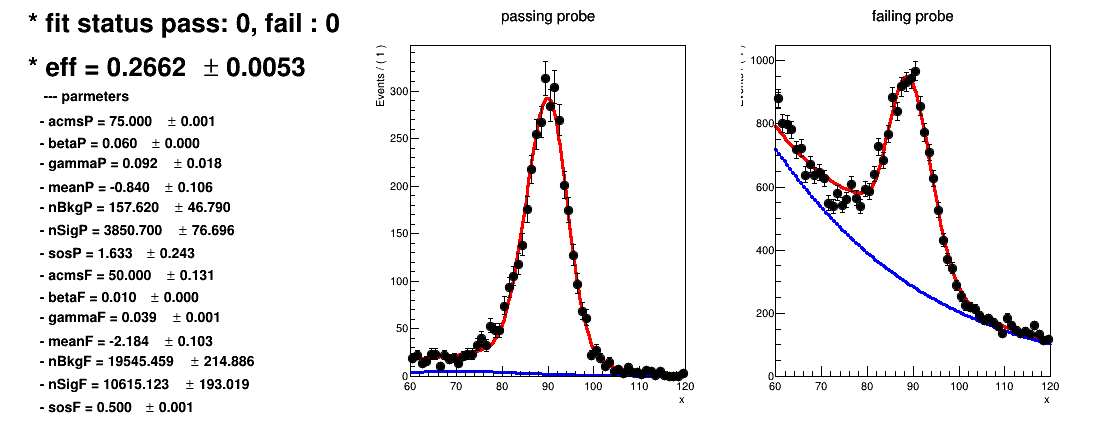 * fit status pass: 0, fail : 0
* eff = 0.2662 ± 0.0053
--- parmeters
- acmsP = 75.000 ± 0.001
- betaP = 0.060 ± 0.000
- gammaP = 0.092 ± 0.018
- meanP = -0.840 ± 0.106
- nBkgP = 157.620 ± 46.790
- nSigP = 3850.700 ± 76.696
- sosP = 1.633 ± 0.243
- acmsF = 50.000 ± 0.131
- betaF = 0.010 ± 0.000
- gammaF = 0.039 ± 0.001
- meanF = -2.184 ± 0.103
- nBkgF = 19545.459 ± 214.886
- nSigF = 10615.123 ± 193.019
- sosF = 0.500 ± 0.001
passing probe
Events / ( 1 )
300
250
200
150
100
50
0
60 70 80 90 100 110 120
x
failing probe
1000
800
600
400
200
0
60 70 80 90 100 110 120
x